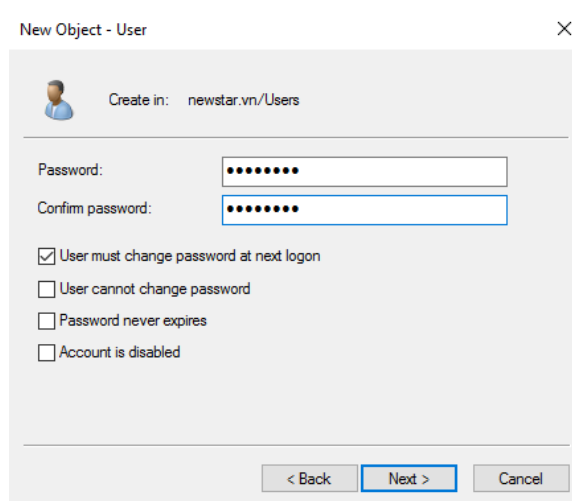 New Object - User
Create in: newstar.vn/Users
Password: ●●●●●●●●
Confirm password: ●●●●●●●●
User must change password at next logon
User cannot change password
Password never expires
Account is disabled
< Back Next > Cancel